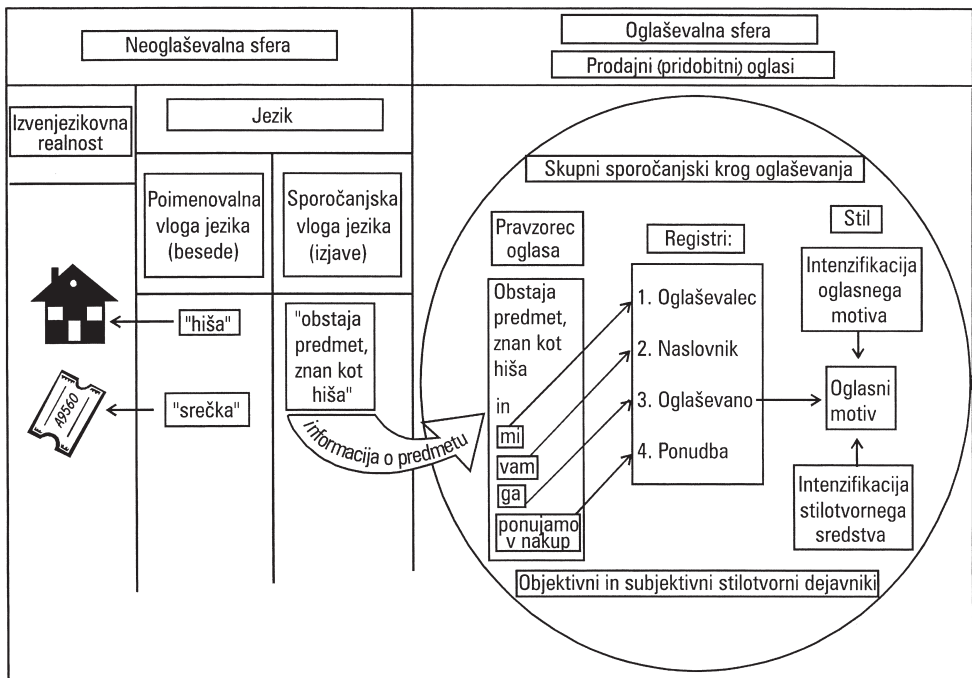 Neoglaševalna sfera
Oglaševalna sfera
Prodajni (pridobitni) oglasi
Izvenjezikovna
realnost
Jezik
Poimenovalna
vloga jezika
(besede)
Sporočanjska
vloga jezika
(izjave)
"hiša"
"srečka"
A9560
"obstaja
predmet,
znan kot
hiša"
informacija o predmetu
Skupni sporočanjski krog oglaševanja
Pravzorec
oglasa
Obstaja
predmet,
znan kot
hiša
in
mi
vam
ga
ponujamo
v nakup
Registri:
1. Oglaševalec
2. Naslovnik
3. Oglaševano
4. Ponudba
Stil
Intenzifikacija
oglasnega
motiva
Oglasni
motiv
Intenzifikacija
stilotvornega
sredstva
Objektivni in subjektivni stilotvorni dejavniki